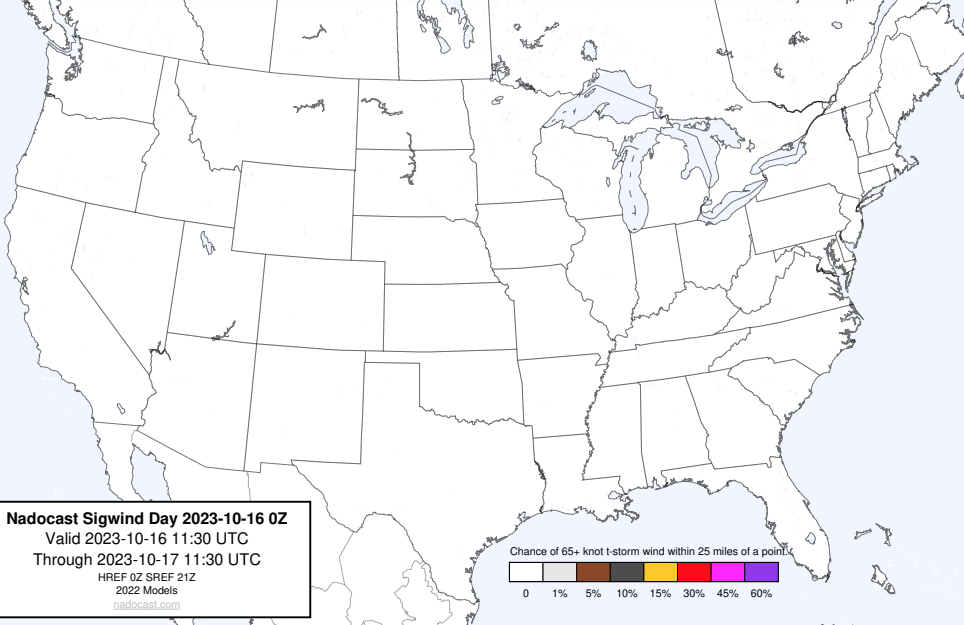 Nadocast Sigwind Day 2023-10-16 0Z
Valid 2023-10-16 11:30 UTC
Through 2023-10-17 11:30 UTC
HREF 0Z SREF 21Z
2022 Models
nadocast.com
Chance of 65+ knot t-storm wind within 25 miles of a point.
0 1% 5% 10% 15% 30% 45% 60%